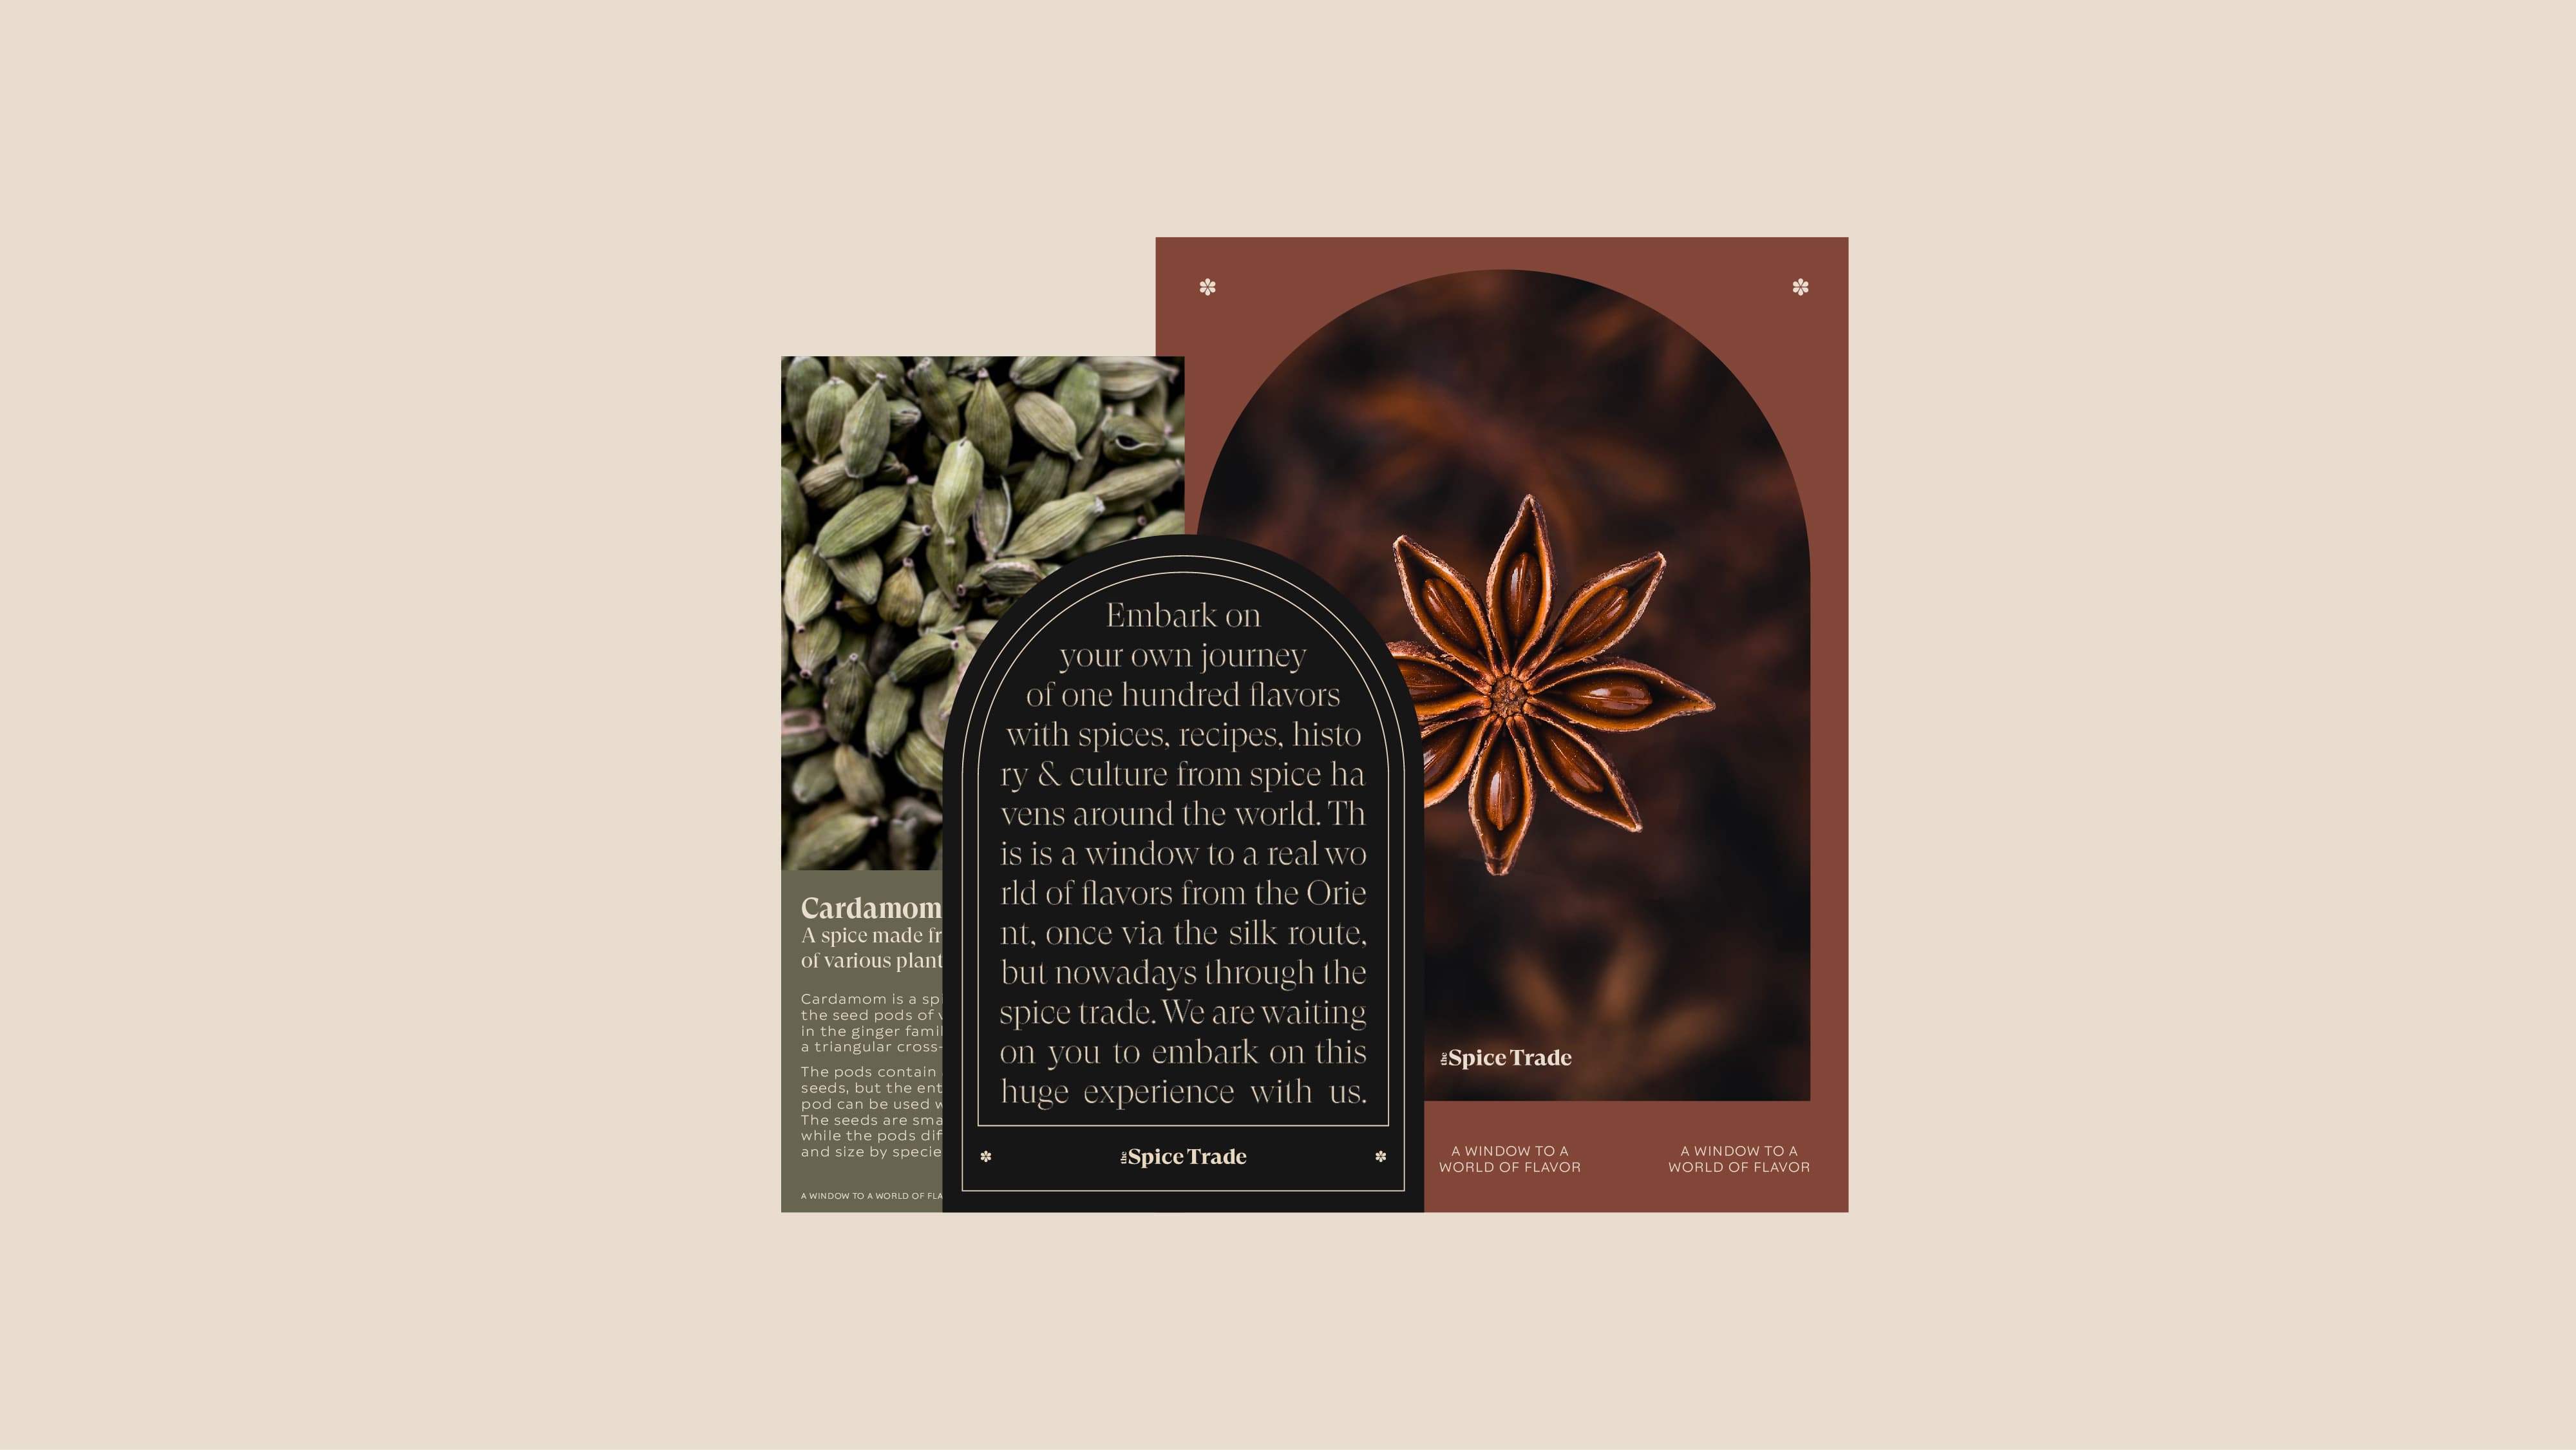 Cardamom
A spice made fr
of various plant
Cardamom is a spi
the seed pods of
in the ginger famil
a triangular cross-
The pods contain
seeds, but the ent
pod can be used
The seeds are sma
while the pods dif
and size by specie
A WINDOW TO A WORLD OF FLA
Embark on
your own journey
of one hundred flavors
with spices, recipes, histo
ry & culture from spice ha
vens around the world. Th
is is a window to a real wo
rld of flavors from the Orie
nt, once via the silk route,
but nowadays through the
spice trade. We are waiting
on you to embark on this
huge experience with us.
the Spice Trade
the Spice Trade
A WINDOW TO A
WORLD OF FLAVOR
A WINDOW TO A
WORLD OF FLAVOR